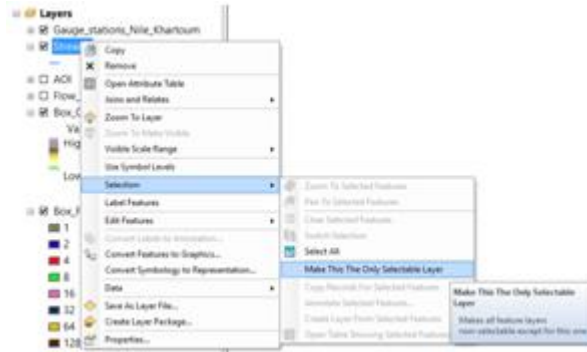 Layers
Gauge_stations_Nile_Khartoum
AOI
Flow_
Box_
Va
Hig
Low
Box_F
1
2
4
8
16
32
64
128
Copy
Remove
Open Attribute Table
Joins and Relates
Zoom To Layer
Zoom To Make Visible
Visible Scale Range
Use Symbol Levels
Selection
Label Features
Edit Features
Convert Labels to Annotation...
Convert Features to Graphics...
Convert Symbology to Representation...
Data
Save As Layer File...
Create Layer Package...
Properties...
Zoom To Selected Features
Pan To Selected Features
Clear Selected Features
Switch Selection
Select All
Make This The Only Selectable Layer
Copy Records For Selected Features
Annotate Selected Features...
Create Layer From Selected Features
Open Table Showing Selected Features
Make This The Only Selectable
Layer
Makes all feature layers
non-selectable except for this one